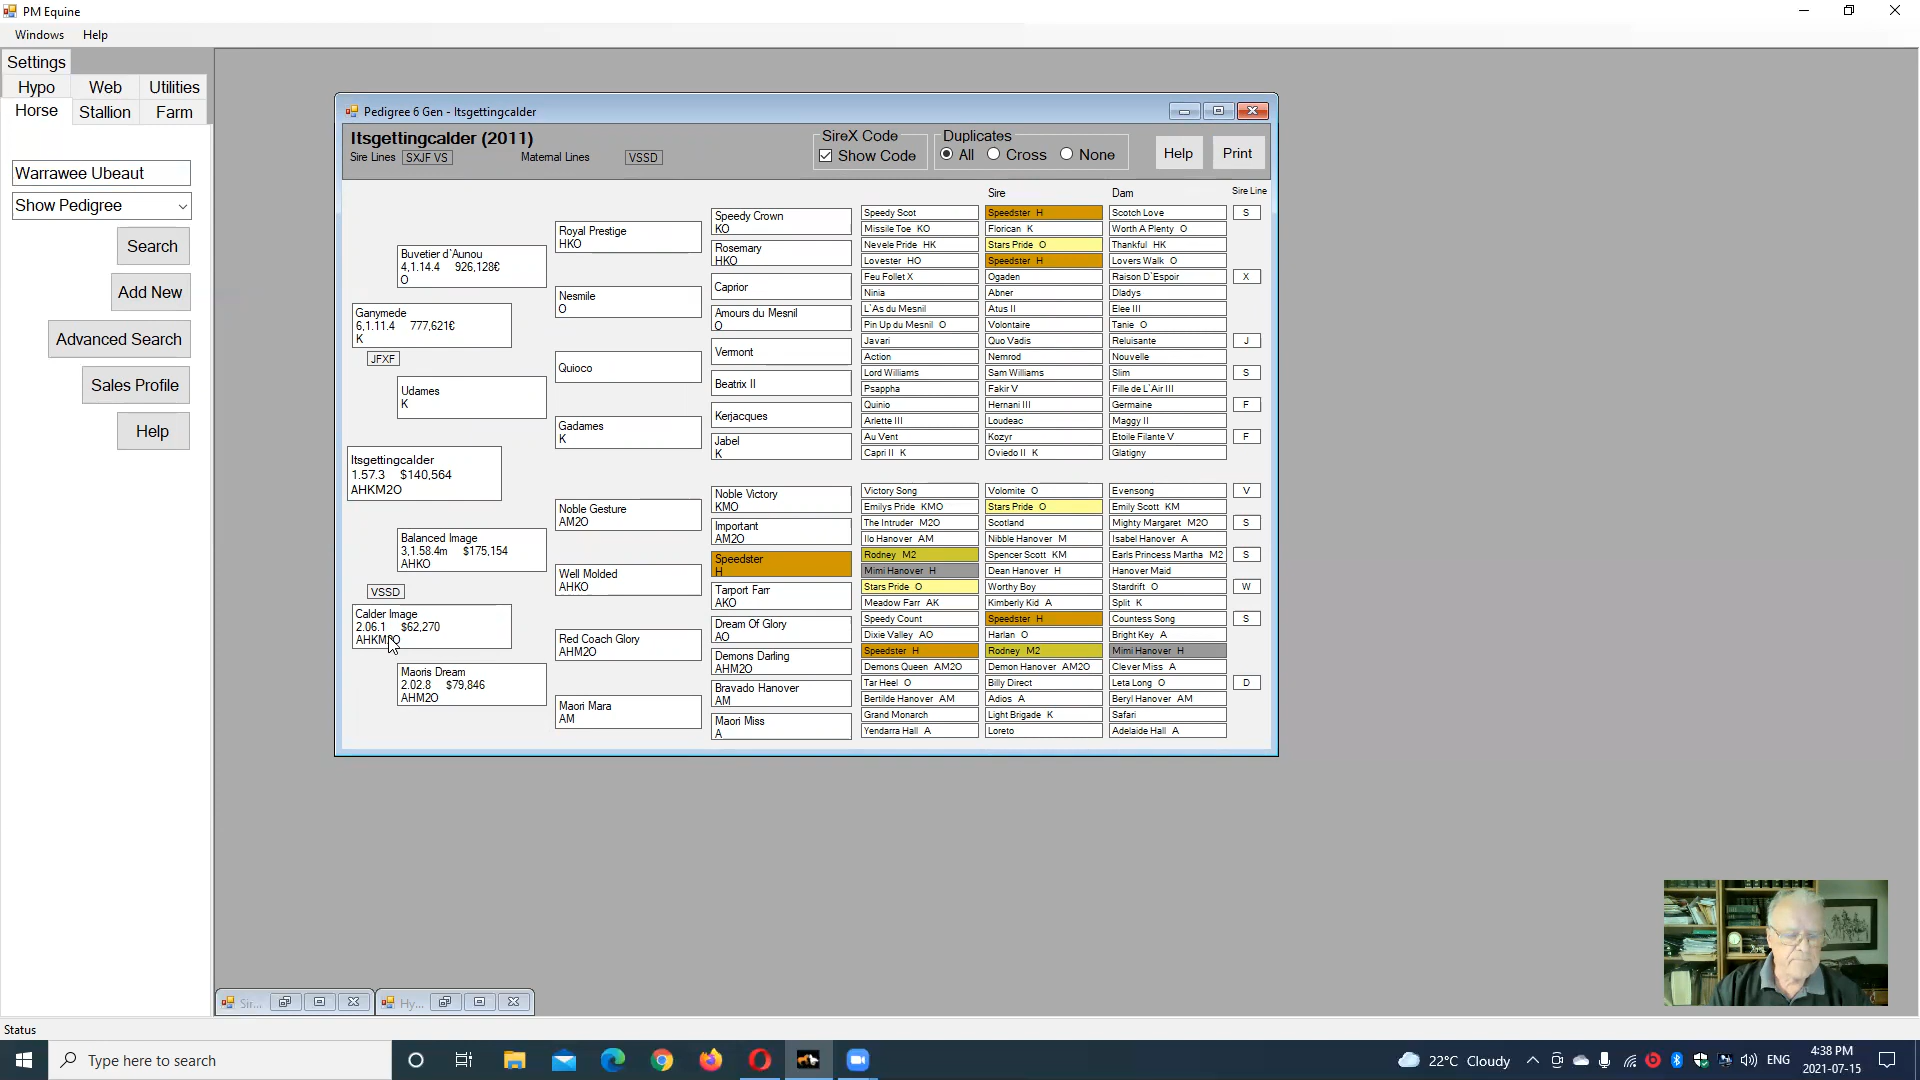 PM Equine
Windows Help
Settings
Hypo Web Utilities
Horse Stallion Farm
Warrawee Ubeaut
Show Pedigree
Search
Add New
Advanced Search
Sales Profile
Help
Pedigree 6 Gen - Itsgettingcalder
Itsgettingcalder (2011)
Sire Lines SXJF VS Maternal Lines VSSD
SireX Code
Show Code
Duplicates
All Cross None
Help Print
Sire Dam Sire Line
Itsgettingcalder
1.57.3 $140,564
AHKM2O
Ganymede
6,1.11.4 777,621€
K
JFXF
VSSD
Calder Image
2.06.1 $62,270
AHKM2O
Buvetier d`Aunou
4,1.14.4 926,128€
O
Udames
K
Balanced Image
3,1.58.4m $175,154
AHKO
Maoris Dream
2.02.8 $79,846
AHM2O
Royal Prestige
HKO
Nesmile
O
Quioco
Gadames
K
Noble Gesture
AM2O
Well Molded
AHKO
Red Coach Glory
AHM2O
Maori Mara
AM
Speedy Crown
KO
Rosemary
HKO
Caprior
Amours du Mesnil
O
Vermont
Beatrix II
Kerjacques
Jabel
K
Noble Victory
KMO
Important
AM2O
Speedster
H
Tarport Farr
AKO
Dream Of Glory
AO
Demons Darling
AHM2O
Bravado Hanover
AM
Maori Miss
A
Speedy Scot Speedster H Scotch Love S
Missile Toe KO Florican K Worth A Plenty O
Nevele Pride HK Stars Pride O Thankful HK
Lovester HO Speedster H Lovers Walk O
Feu Follet X Ogaden Raison D`Espoir X
Ninia Abner Dladys
L`As du Mesnil Atus II Elee III
Pin Up du Mesnil O Volontaire Tanie O
Javari Quo Vadis Reluisante J
Action Nemrod Nouvelle
Lord Williams Sam Williams Slim S
Psappha Fakir V Fille de L`Air III
Quinio Hernani III Germaine F
Arlette III Loudeac Maggy II
Au Vent Kozyr Etoile Filante V F
Capri II K Oviedo II K Glatigny
Victory Song Volomite O Evensong V
Emilys Pride KMO Stars Pride O Emily Scott KM
The Intruder M2O Scotland Mighty Margaret M2O S
Ilo Hanover AM Nibble Hanover M Isabel Hanover A
Rodney M2 Spencer Scott KM Earls Princess Martha M2 S
Mimi Hanover H Dean Hanover H Hanover Maid
Stars Pride O Worthy Boy Stardrift O W
Meadow Farr AK Kimberly Kid A Split K
Speedy Count Speedster H Countess Song S
Dixie Valley AO Harlan O Bright Key A
Speedster H Rodney M2 Mimi Hanover H
Demons Queen AM2O Demon Hanover AM2O Clever Miss A
Tar Heel O Billy Direct Leta Long O D
Bertilde Hanover AM Adios A Beryl Hanover AM
Grand Monarch Light Brigade K Safari
Yendarra Hall A Loreto Adelaide Hall A
Sir... Hy...
Status
Type here to search
22°C Cloudy ENG
4:38 PM
2021-07-15